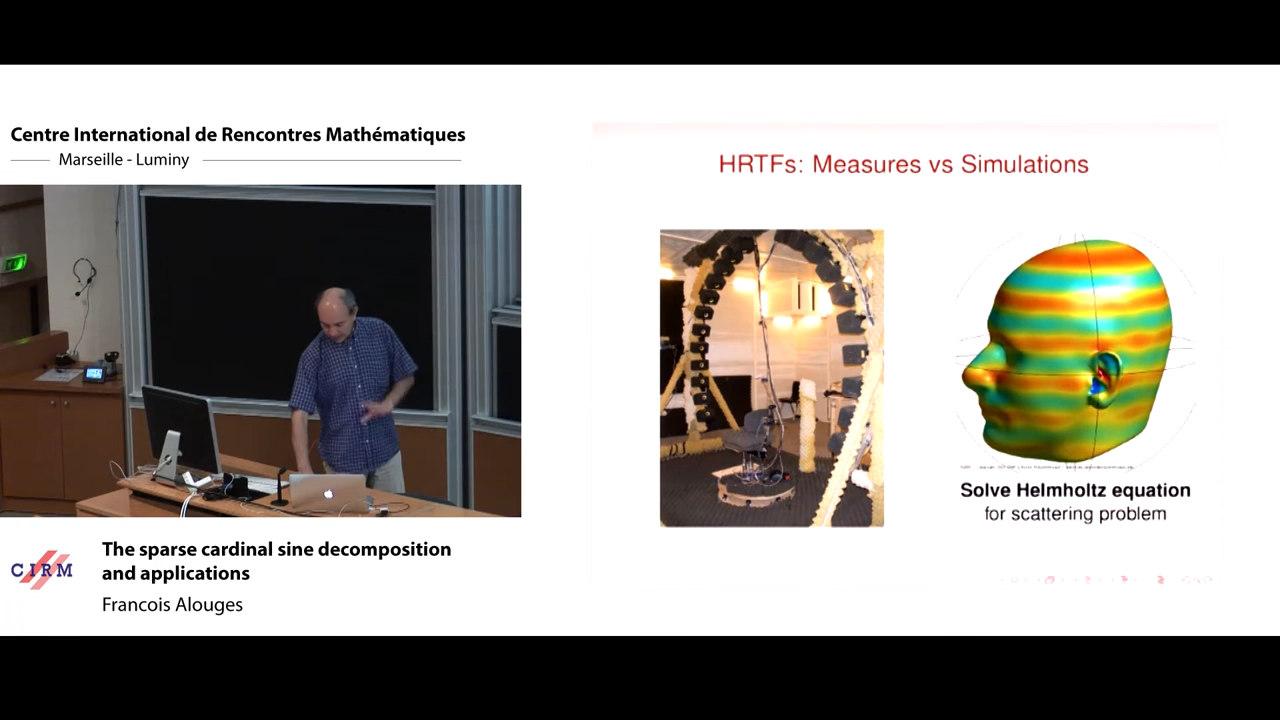 Centre International de Rencontres Mathématiques
Marseille - Luminy
HRTFs: Measures vs Simulations
Solve Helmholtz equation
for scattering problem
CIRM
The sparse cardinal sine decomposition
and applications
Francois Alouges